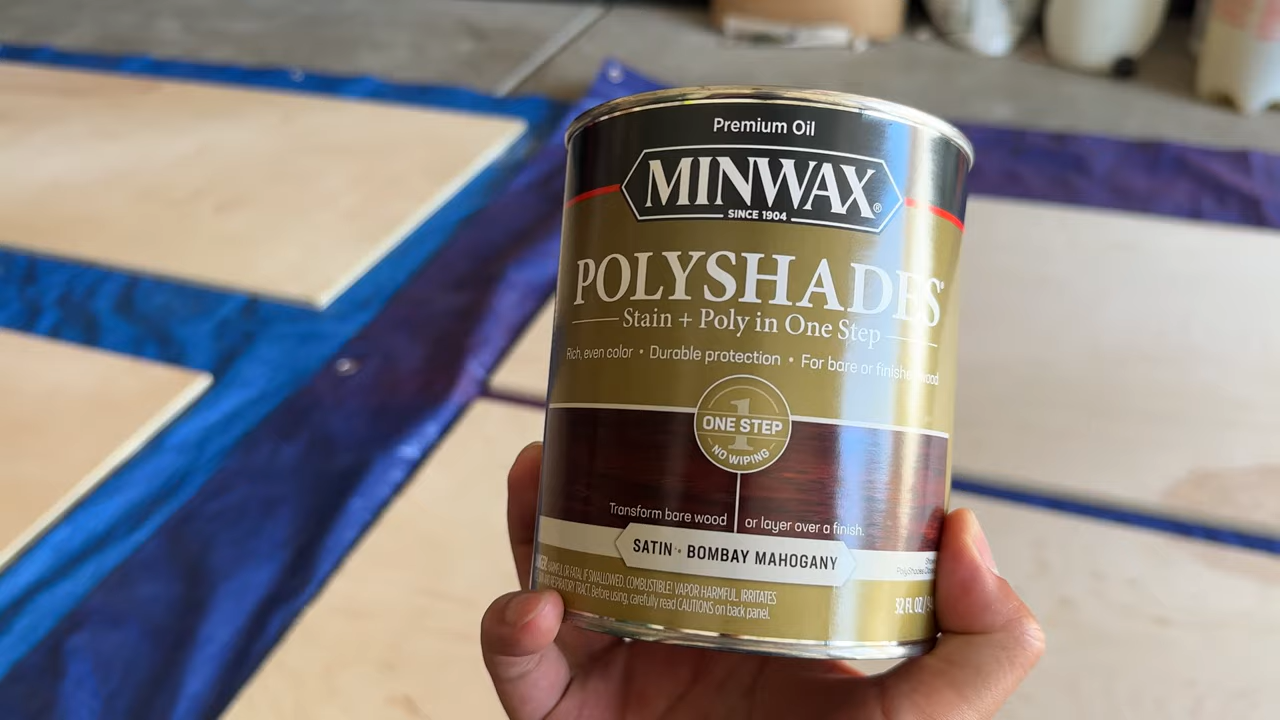 Premium Oil
MINWAX®
SINCE 1904
POLYSHADES®
Stain + Poly in One Step
Rich, even color • Durable protection • For bare or finished wood
1
ONE STEP
NO WIPING
Transform bare wood
or layer over a finish.
SATIN • BOMBAY MAHOGANY
HARMFUL OR FATAL IF SWALLOWED. COMBUSTIBLE! VAPOR HARMFUL. IRRITATES
RESPIRATORY TRACT. Before using, carefully read CAUTIONS on back panel.
32 FL OZ